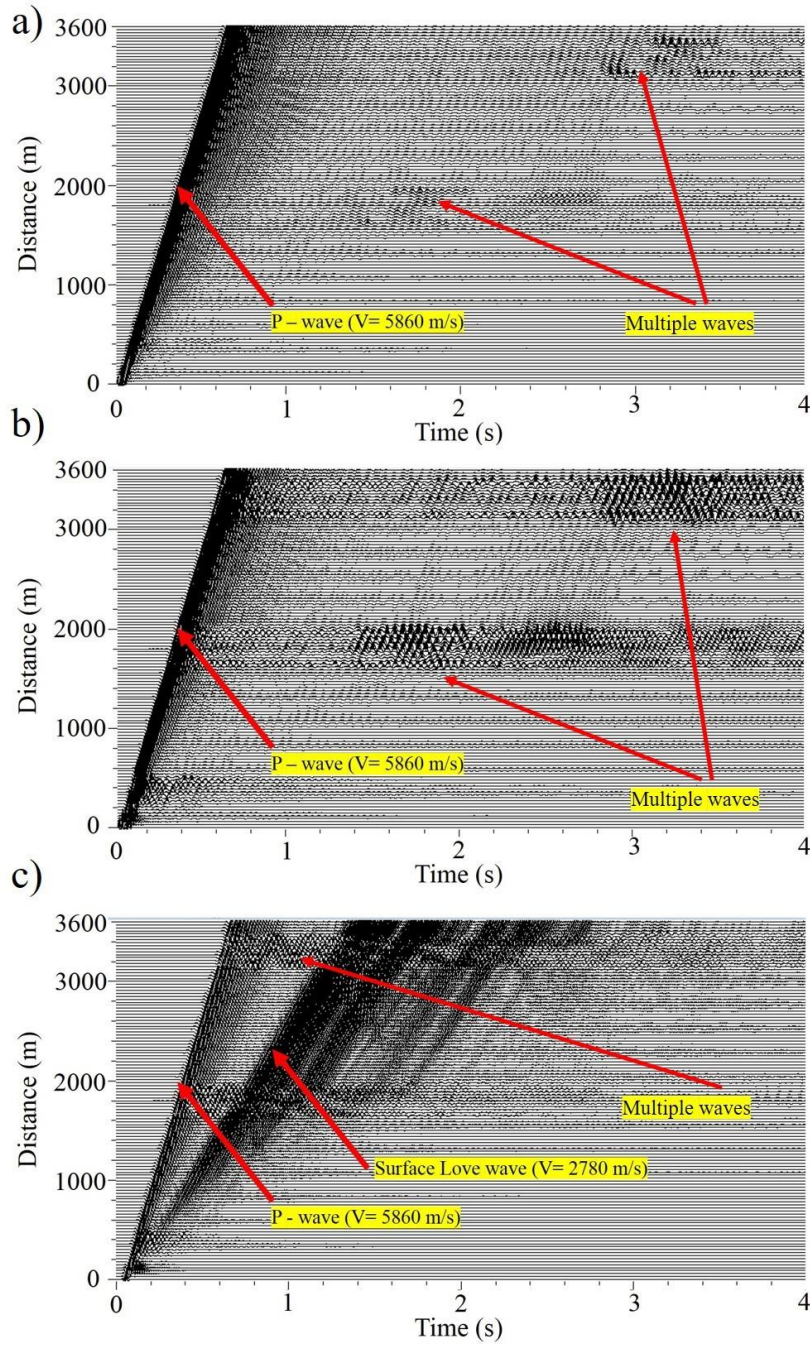 a)
3600
3000
2000
1000
0
Distance (m)
P – wave (V= 5860 m/s)
Multiple waves
0 1 2 3 4
Time (s)
b)
3600
3000
2000
1000
0
Distance (m)
P – wave (V= 5860 m/s)
Multiple waves
0 1 2 3 4
Time (s)
c)
3600
3000
2000
1000
0
Distance (m)
Multiple waves
Surface Love wave (V= 2780 m/s)
P - wave (V= 5860 m/s)
0 1 2 3 4
Time (s)